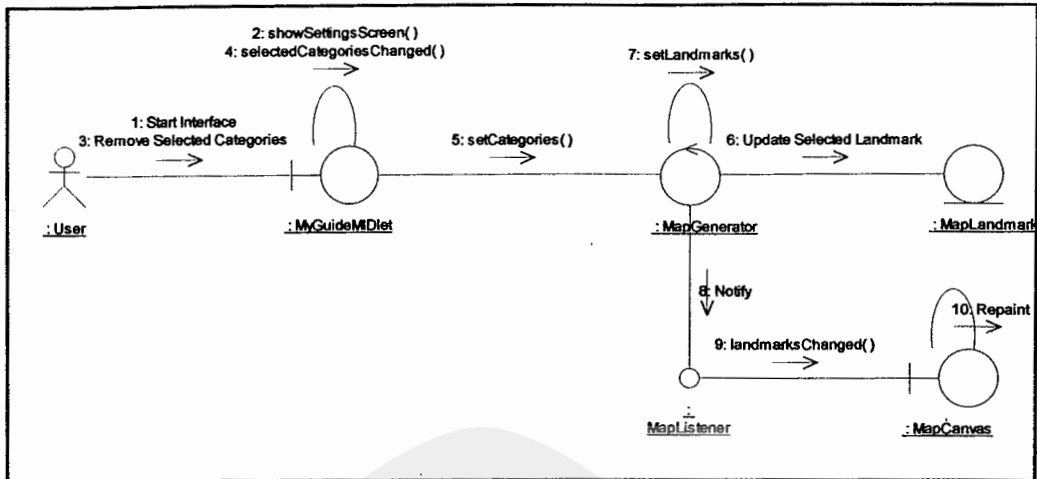 2: showSettingsScreen()
4: selectedCategoriesChanged()
7: setLandmarks()
1: Start Interface
3: Remove Selected Categories
5: setCategories()
6: Update Selected Landmark
: User
: MyGuideMIDlet
: MapGenerator
: MapLandmark
8: Notify
10: Repaint
9: landmarksChanged()
:
MapListener
: MapCanvas